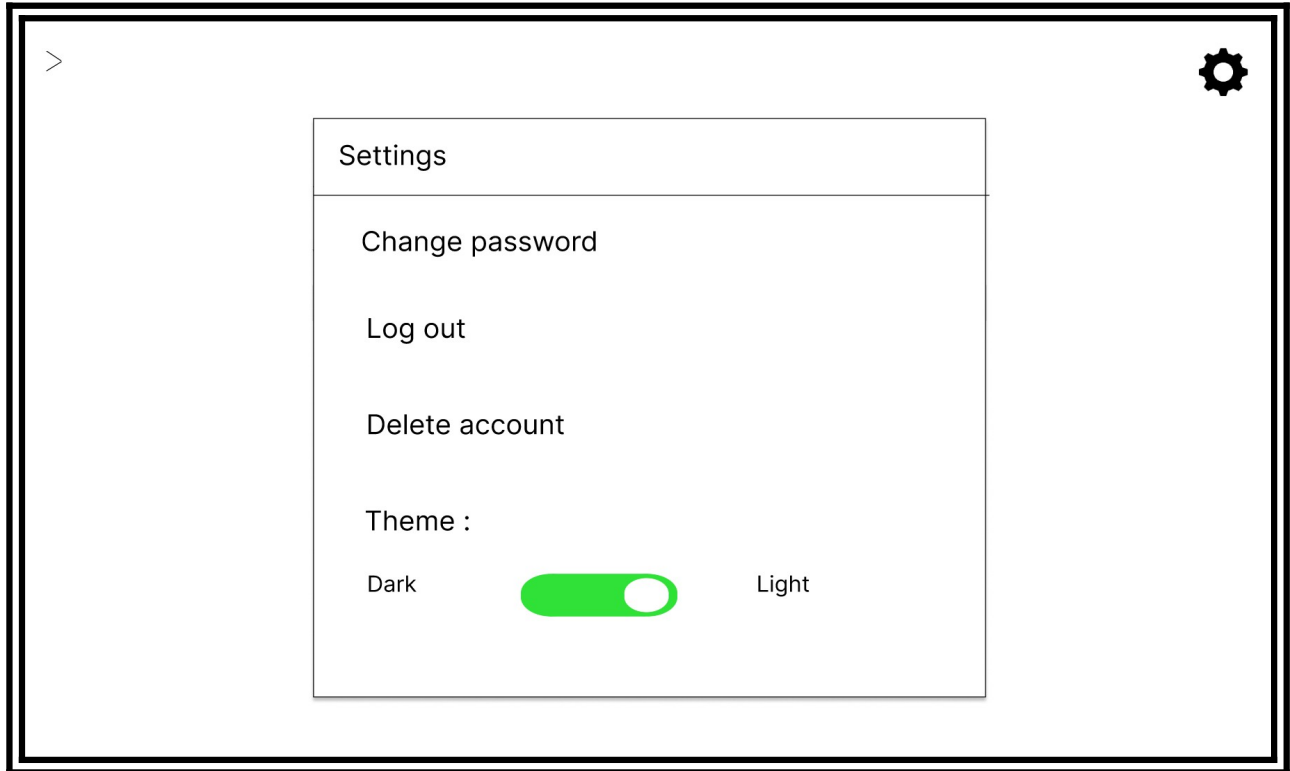 >
Settings
Change password
Log out
Delete account
Theme :
Dark Light